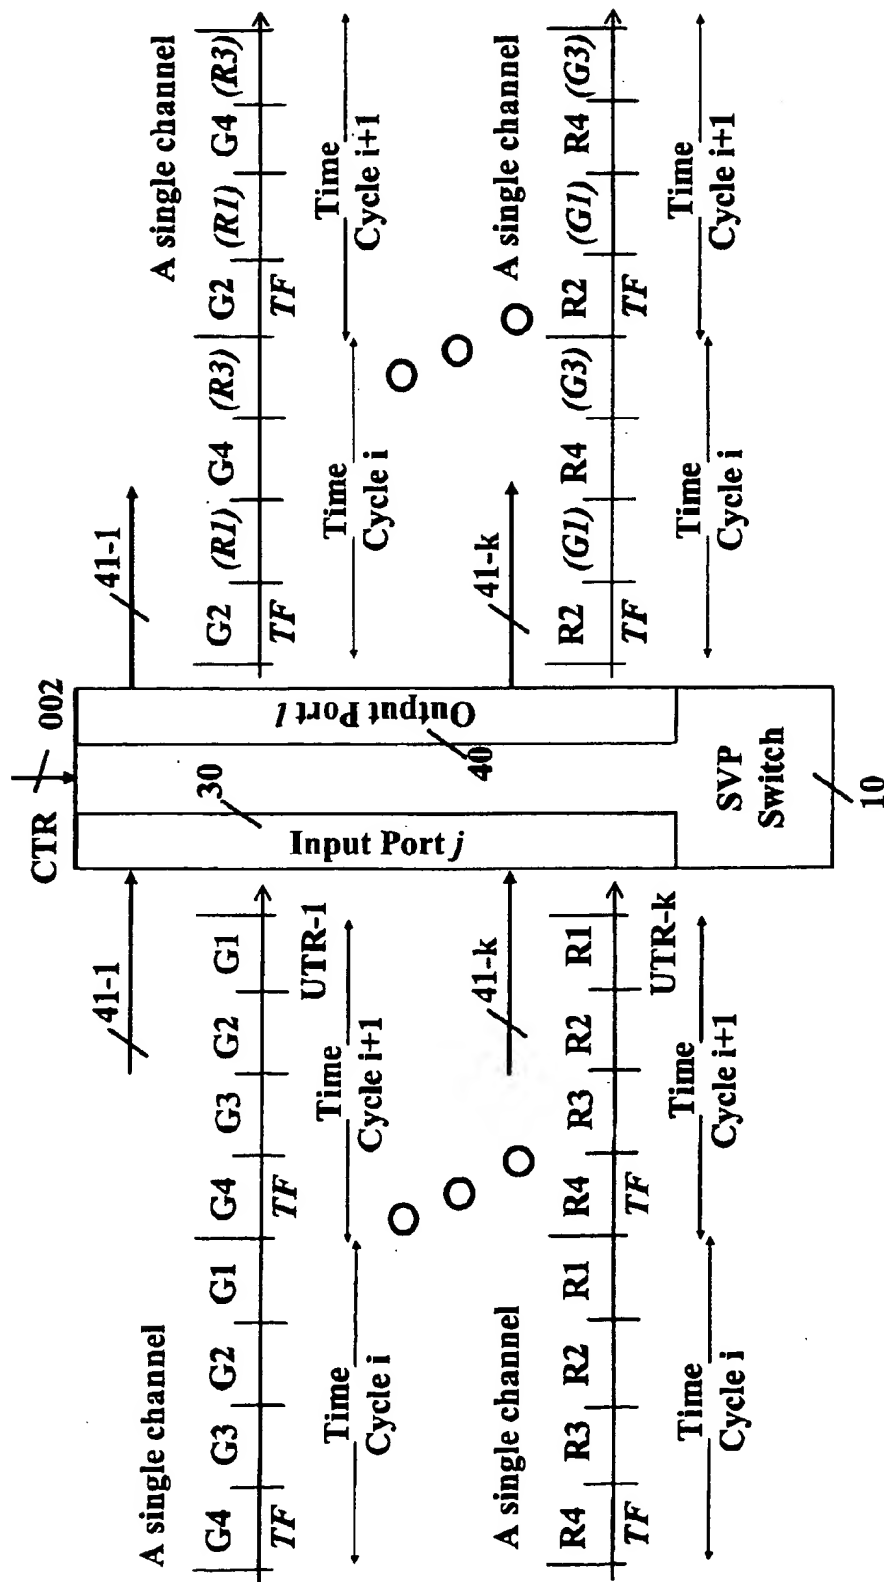 CTR
002
41-1
41-1
A single channel
G4 G3 G2 G1 G4 G3 G2 G1
TF TF
UTR-1
Time
Cycle i
Time
Cycle i+1
A single channel
G2 (R1) G4 (R3) G2 (R1) G4 (R3)
TF TF
Time
Cycle i
Time
Cycle i+1
30
40
Input Port j
Output Port l
41-k
41-k
A single channel
R4 R3 R2 R1 R4 R3 R2 R1
TF TF
UTR-k
Time
Cycle i
Time
Cycle i+1
A single channel
R2 (G1) R4 (G3) R2 (G1) R4 (G3)
TF TF
Time
Cycle i
Time
Cycle i+1
SVP
Switch
10